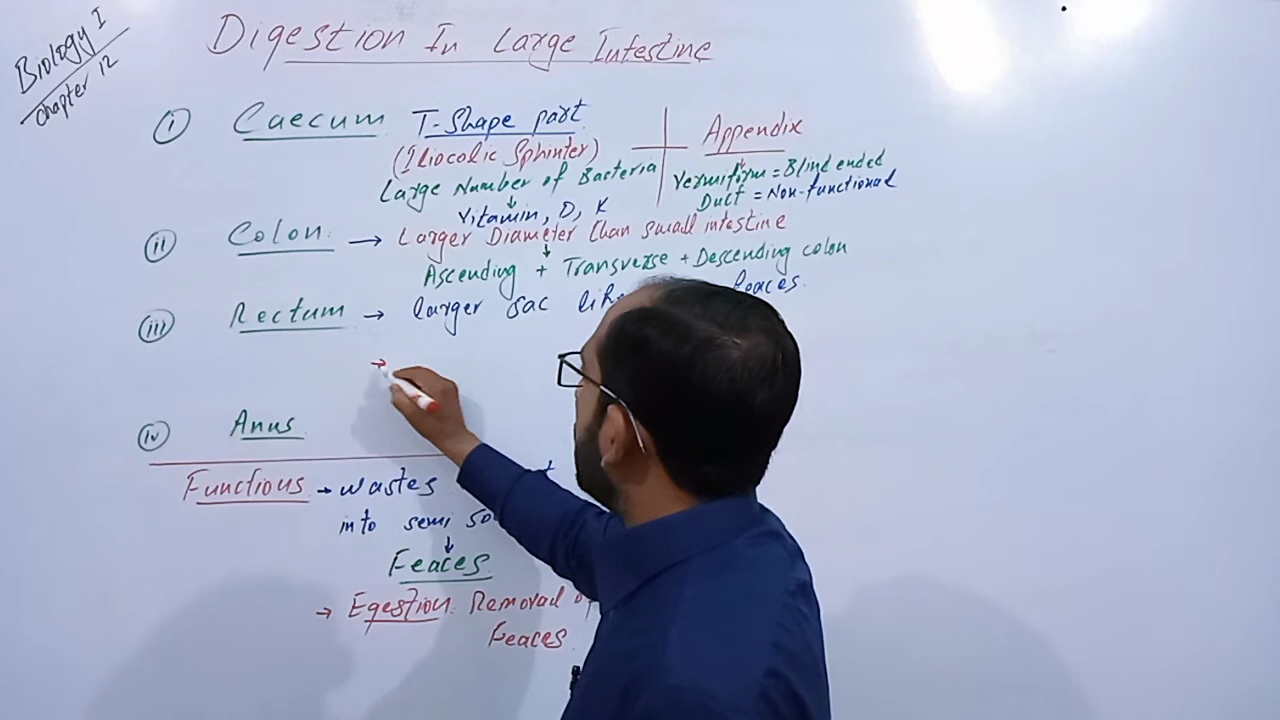 Biology I
Chapter 12
Digestion In Large Intestine
i Caecum T-Shape part
(Iliocolic Sphinter)
Large Number of Bacteria
Vitamin, D, K
Appendix
Vermiform = Blind ended
Duct = Non-functional
ii Colon: → Larger Diameter than small intestine
Ascending + Transverse + Descending colon
iii Rectum → larger sac feaces.
→
iv Anus
Functions → wastes
into semi
Feaces
→ Egestion: Removal
Feaces.